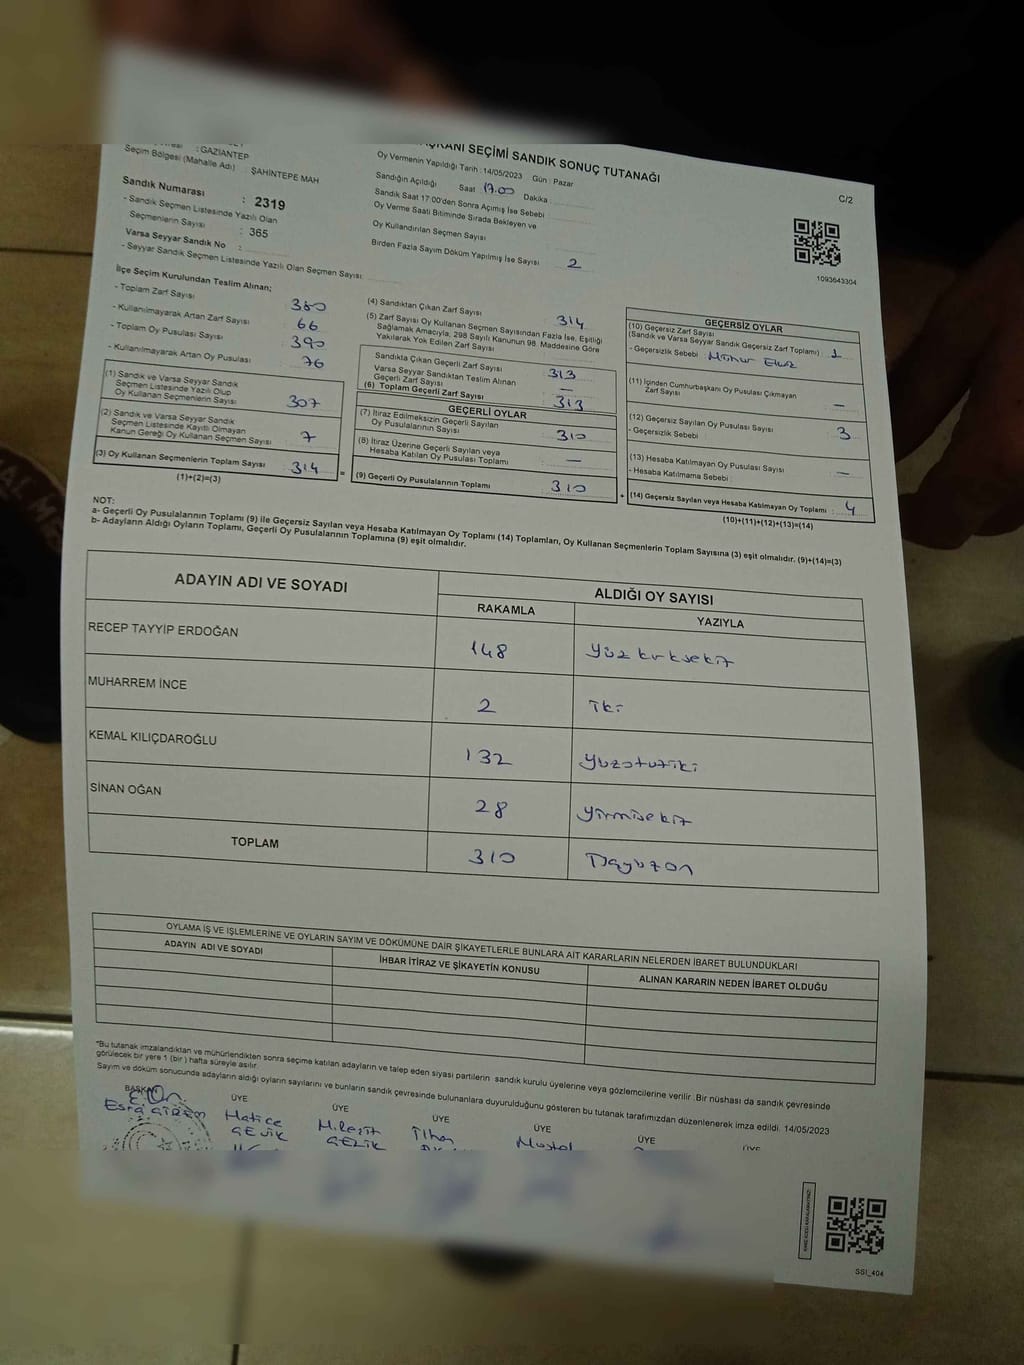 KANI SEÇİMİ SANDIK SONUÇ TUTANAĞI
: GAZIANTEP
Seçim Bölgesi (Mahalle Adı) : ŞAHİNTEPE MAH
Oy Vermenin Yapıldığı Tarih :14/05/2023 Gün : Pazar
C/2
Sandığın Açıldığı Saat 17.00 Dakika :
Sandık Saat 17:00'den Sonra Açımış İse Sebebi
Oy Verme Saati Bitiminde Sırada Bekleyen ve
Oy Kullandırılan Seçmen Sayısı
Birden Fazla Sayım Döküm Yapılmış İse Sayısı 2
Sandık Numarası : 2319
- Sandık Seçmen Listesinde Yazılı Olan
Seçmenlerin Sayısı : 365
Varsa Seyyar Sandık No :
- Seyyar Sandık Seçmen Listesinde Yazılı Olan Seçmen Sayısı:
1093643304
İlçe Seçim Kurulundan Teslim Alınan;
- Toplam Zarf Sayısı : 380
- Kullanılmayarak Artan Zarf Sayısı : 66
- Toplam Oy Pusulası Sayısı : 390
- Kullanılmayarak Artan Oy Pusulası : 76
(1) Sandık ve Varsa Seyyar Sandık
Seçmen Listesinde Yazılı Olup
Oy Kullanan Seçmenlerin Sayısı : 307
(2) Sandık ve Varsa Seyyar Sandık
Seçmen Listesinde Kayıtlı Olmayan
Kanun Gereği Oy Kullanan Seçmen Sayısı : 7
(3) Oy Kullanan Seçmenlerin Toplam Sayısı : 314
(1)+(2)=(3)
=
(4) Sandıktan Çıkan Zarf Sayısı : 314
(5) Zarf Sayısı Oy Kullanan Seçmen Sayısından Fazla İse, Eşitliği
Sağlamak Amacıyla, 298 Sayılı Kanunun 98. Maddesine Göre
Yakılarak Yok Edilen Zarf Sayısı
Sandıkta Çıkan Geçerli Zarf Sayısı : 313
Varsa Seyyar Sandıktan Teslim Alınan
Geçerli Zarf Sayısı : —
(6) Toplam Geçerli Zarf Sayısı : 313
GEÇERLİ OYLAR
(7) İtiraz Edilmeksizin Geçerli Sayılan
Oy Pusulalarının Sayısı : 310
(8) İtiraz Üzerine Geçerli Sayılan veya
Hesaba Katılan Oy Pusulası Toplamı : —
(9) Geçerli Oy Pusulalarının Toplamı : 310
+
GEÇERSİZ OYLAR
(10) Geçersiz Zarf Sayısı
(Sandık ve Varsa Seyyar Sandık Geçersiz Zarf Toplamı) : 1
- Geçersizlik Sebebi :
(11) İçinden Cumhurbaşkanı Oy Pusulası Çıkmayan
Zarf Sayısı : —
(12) Geçersiz Sayılan Oy Pusulası Sayısı : 3
- Geçersizlik Sebebi :
(13) Hesaba Katılmayan Oy Pusulası Sayısı : —
- Hesaba Katılmama Sebebi :
(14) Geçersiz Sayılan veya Hesaba Katılmayan Oy Toplamı : 4
(10)+(11)+(12)+(13)=(14)
NOT:
a- Geçerli Oy Pusulalarının Toplamı (9) ile Geçersiz Sayılan veya Hesaba Katılmayan Oy Toplamı (14) Toplamları, Oy Kullanan Seçmenlerin Toplam Sayısına (3) eşit olmalıdır. (9)+(14)=(3)
b- Adayların Aldığı Oyların Toplamı, Geçerli Oy Pusulalarının Toplamına (9) eşit olmalıdır.
ADAYIN ADI VE SOYADI
ALDIĞI OY SAYISI
RAKAMLA YAZIYLA
RECEP TAYYİP ERDOĞAN 148 Yüz kırksekiz
MUHARREM İNCE 2 İki
KEMAL KILIÇDAROĞLU 132 Yüzotuziki
SİNAN OĞAN 28 Yirmisekiz
TOPLAM 310 Üçyüzon
OYLAMA İŞ VE İŞLEMLERİNE VE OYLARIN SAYIM VE DÖKÜMÜNE DAİR ŞİKAYETLERLE BUNLARA AİT KARARLARIN NELERDEN İBARET BULUNDUKLARI
ADAYIN ADI VE SOYADI İHBAR İTİRAZ VE ŞİKAYETİN KONUSU ALINAN KARARIN NEDEN İBARET OLDUĞU
*Bu tutanak imzalandıktan ve mühürlendikten sonra seçime katılan adayların ve talep eden siyasi partilerin sandık kurulu üyelerine veya gözlemcilerine verilir .Bir nüshası da sandık çevresinde
görülecek bir yere 1 (bir ) hafta süreyle asılır.
Sayım ve döküm sonucunda adayların aldığı oyların sayılarını ve bunların sandık çevresinde bulunanlara duyurulduğunu gösteren bu tutanak tarafımızdan düzenlenerek imza edildi. 14/05/2023
BAŞKAN ÜYE ÜYE ÜYE ÜYE ÜYE ÜYE
Esra Hatice M.Reşit İlhan
GEZİK
SSI_404